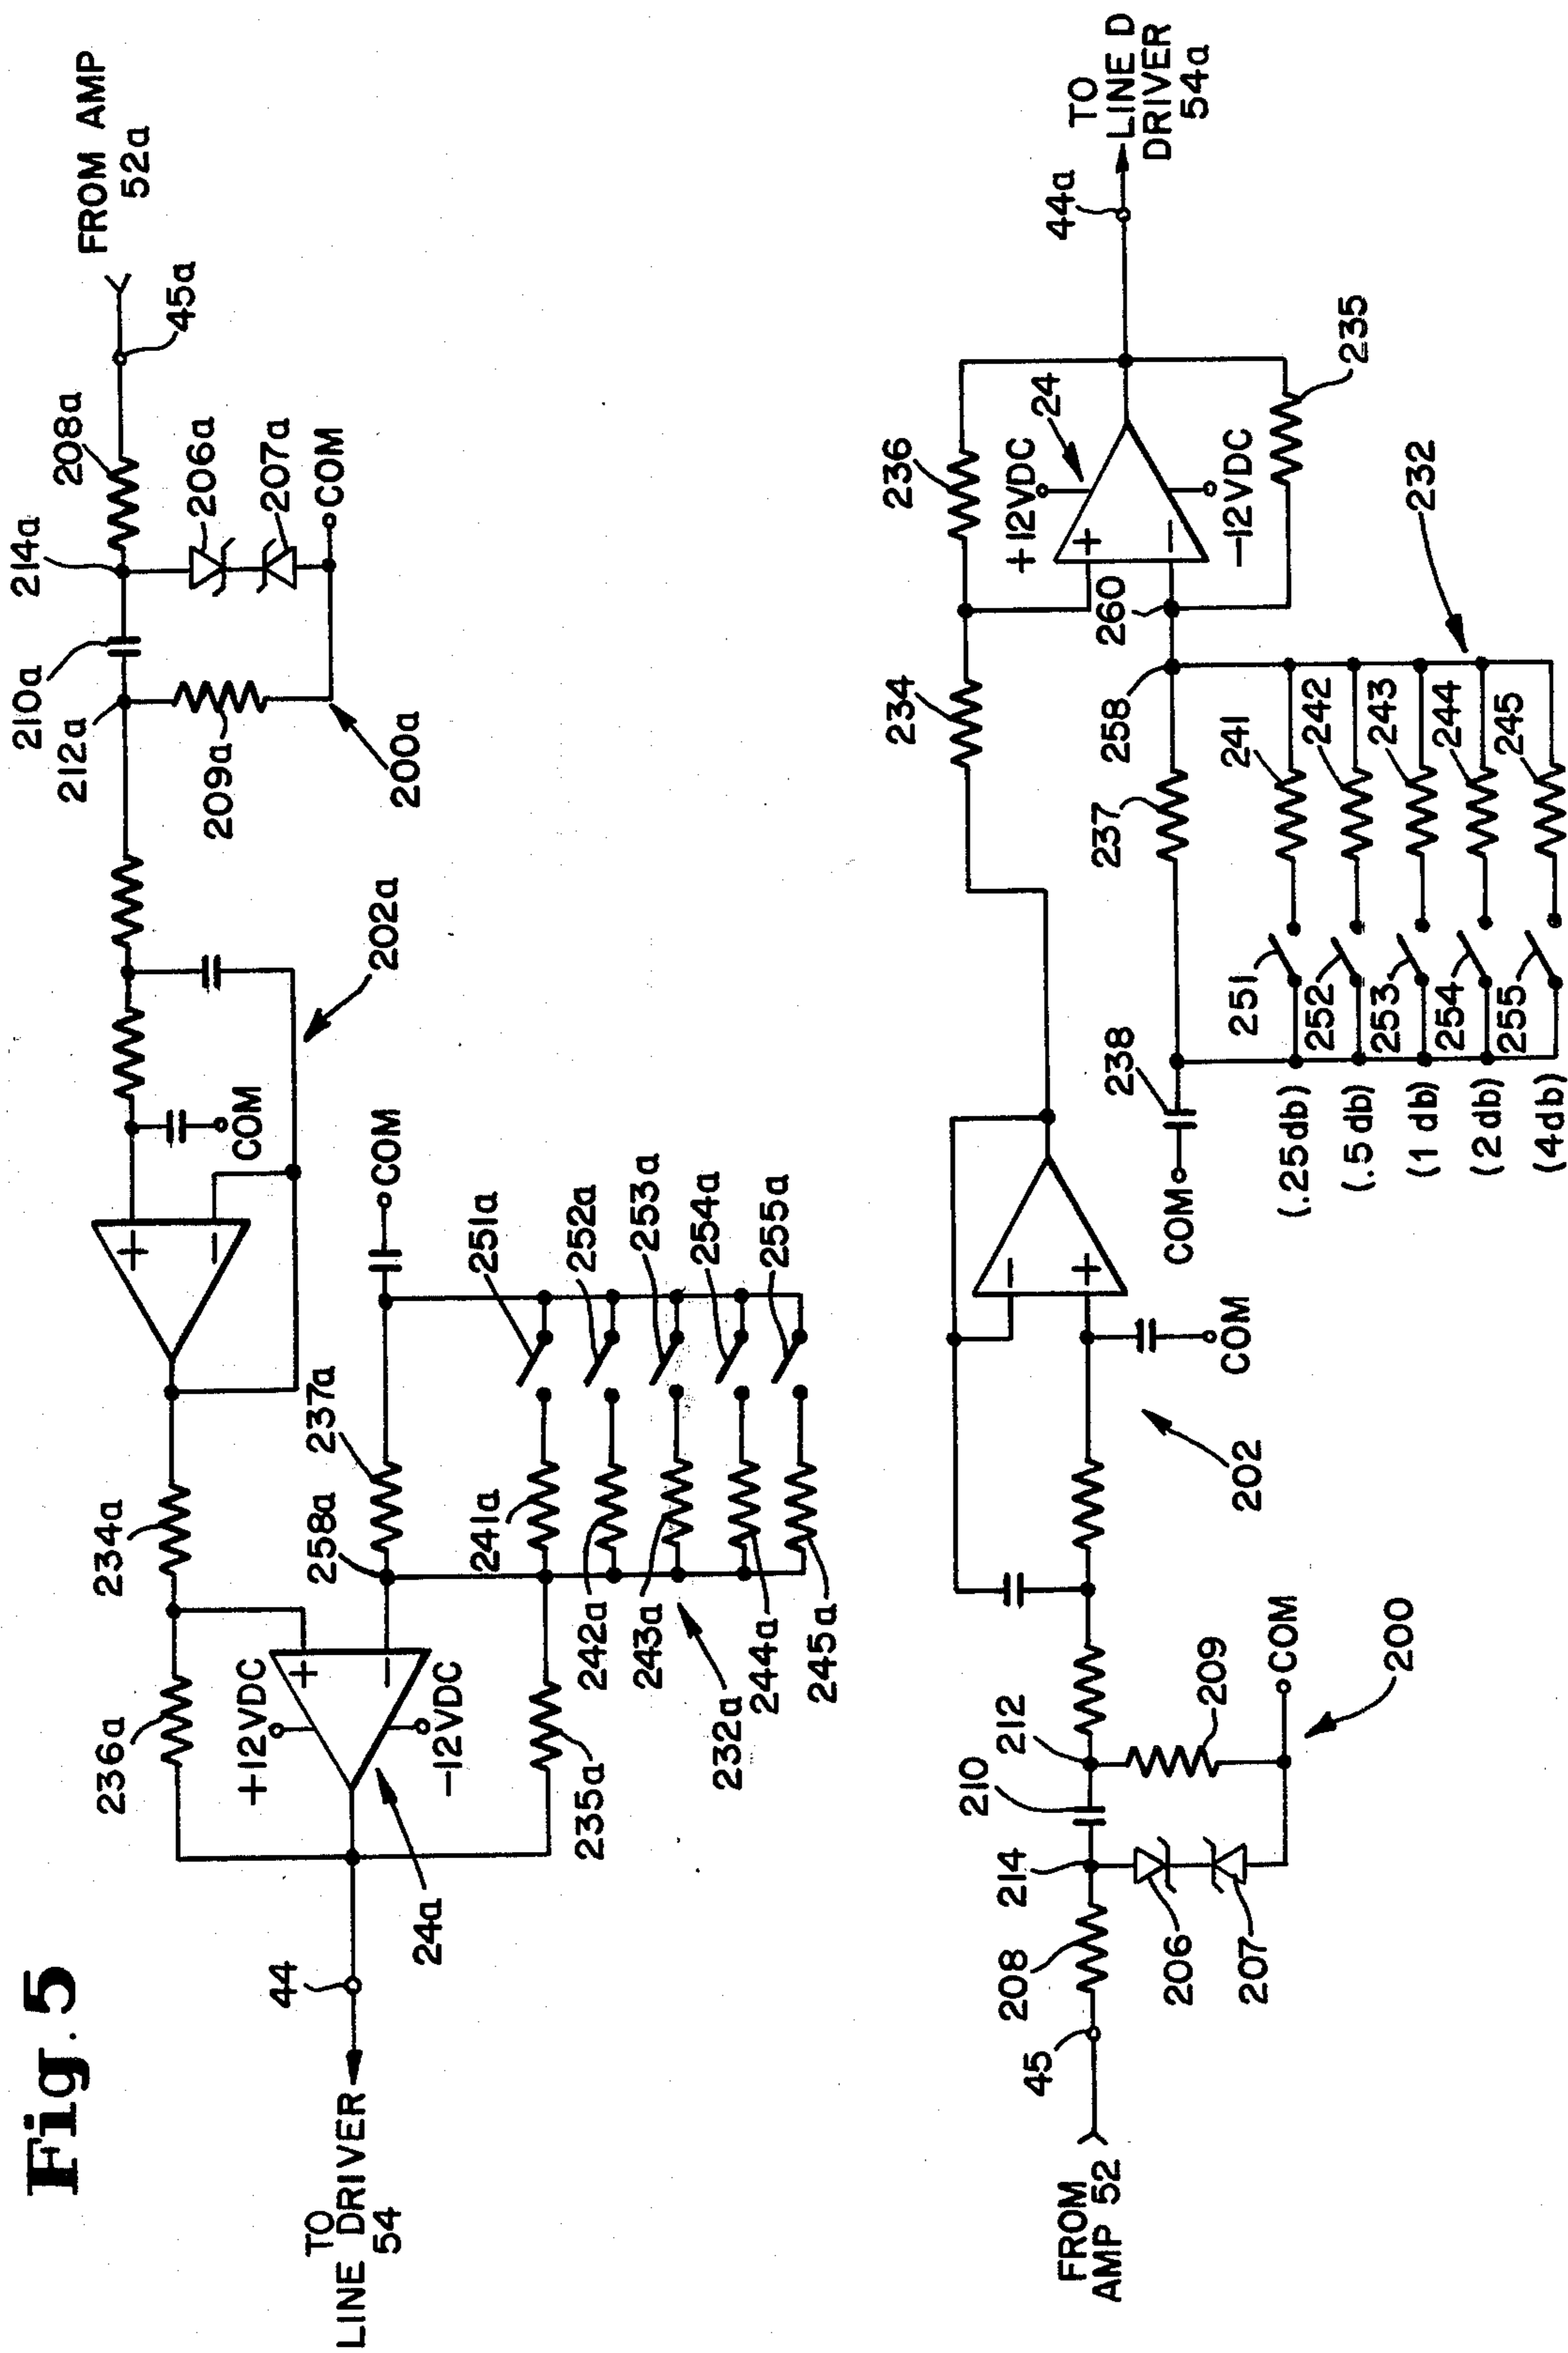 Fig. 5
TO
LINE DRIVER
54
44
24a
236a
+12VDC
-12VDC
235a
234a
258a
237a
COM
241a
242a
243a
244a
245a
232a
251a
252a
253a
254a
255a
COM
202a
212a
210a
209a
200a
214a
208a
206a
207a
COM
45a
FROM AMP
52a
FROM
AMP 52
45
208
214
210
212
206
207
209
COM
200
202
COM
COM
238
237
258
260
234
236
+12VDC
24
-12VDC
235
232
44a
TO
LINE D
DRIVER
54a
(.25db)
251
241
(.5db)
252
242
(1 db)
253
243
(2db)
254
244
(4db)
255
245
+
-
+
-
-
+
+
-